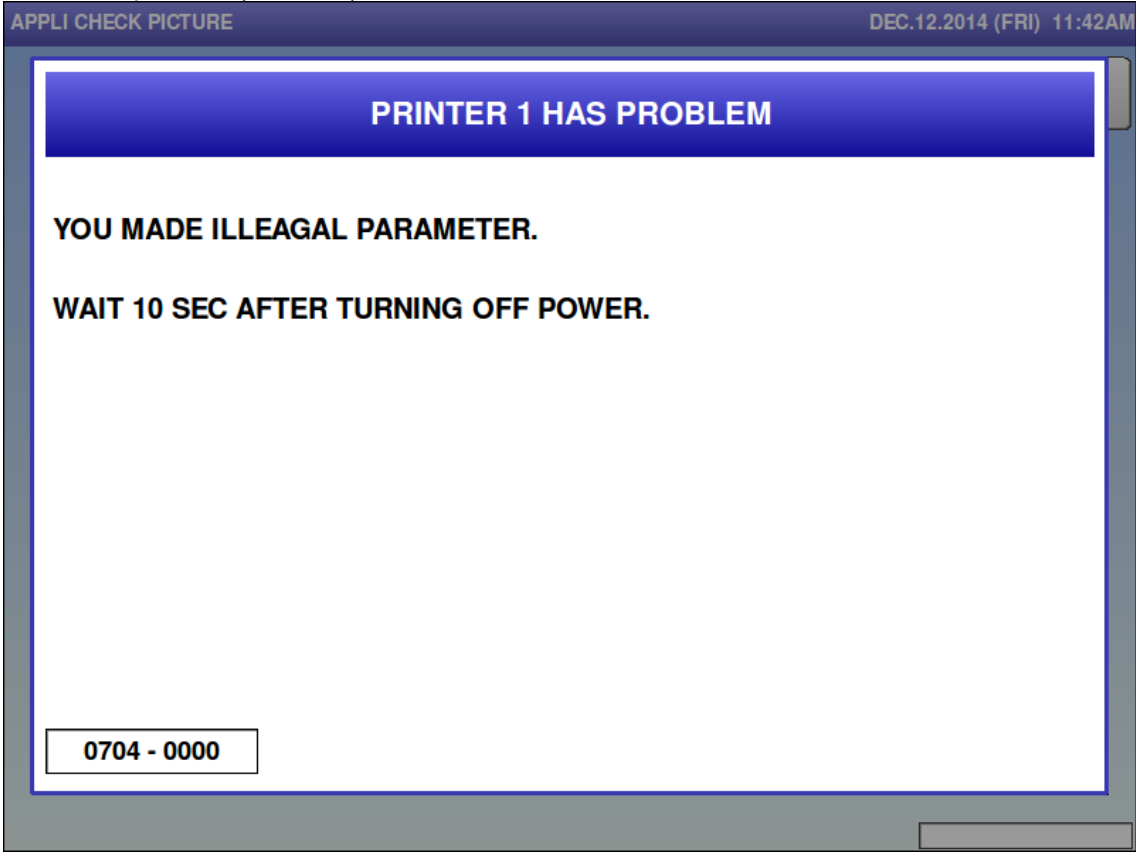 APPLI CHECK PICTURE DEC.12.2014 (FRI) 11:42AM
PRINTER 1 HAS PROBLEM
YOU MADE ILLEAGAL PARAMETER.
WAIT 10 SEC AFTER TURNING OFF POWER.
0704 - 0000